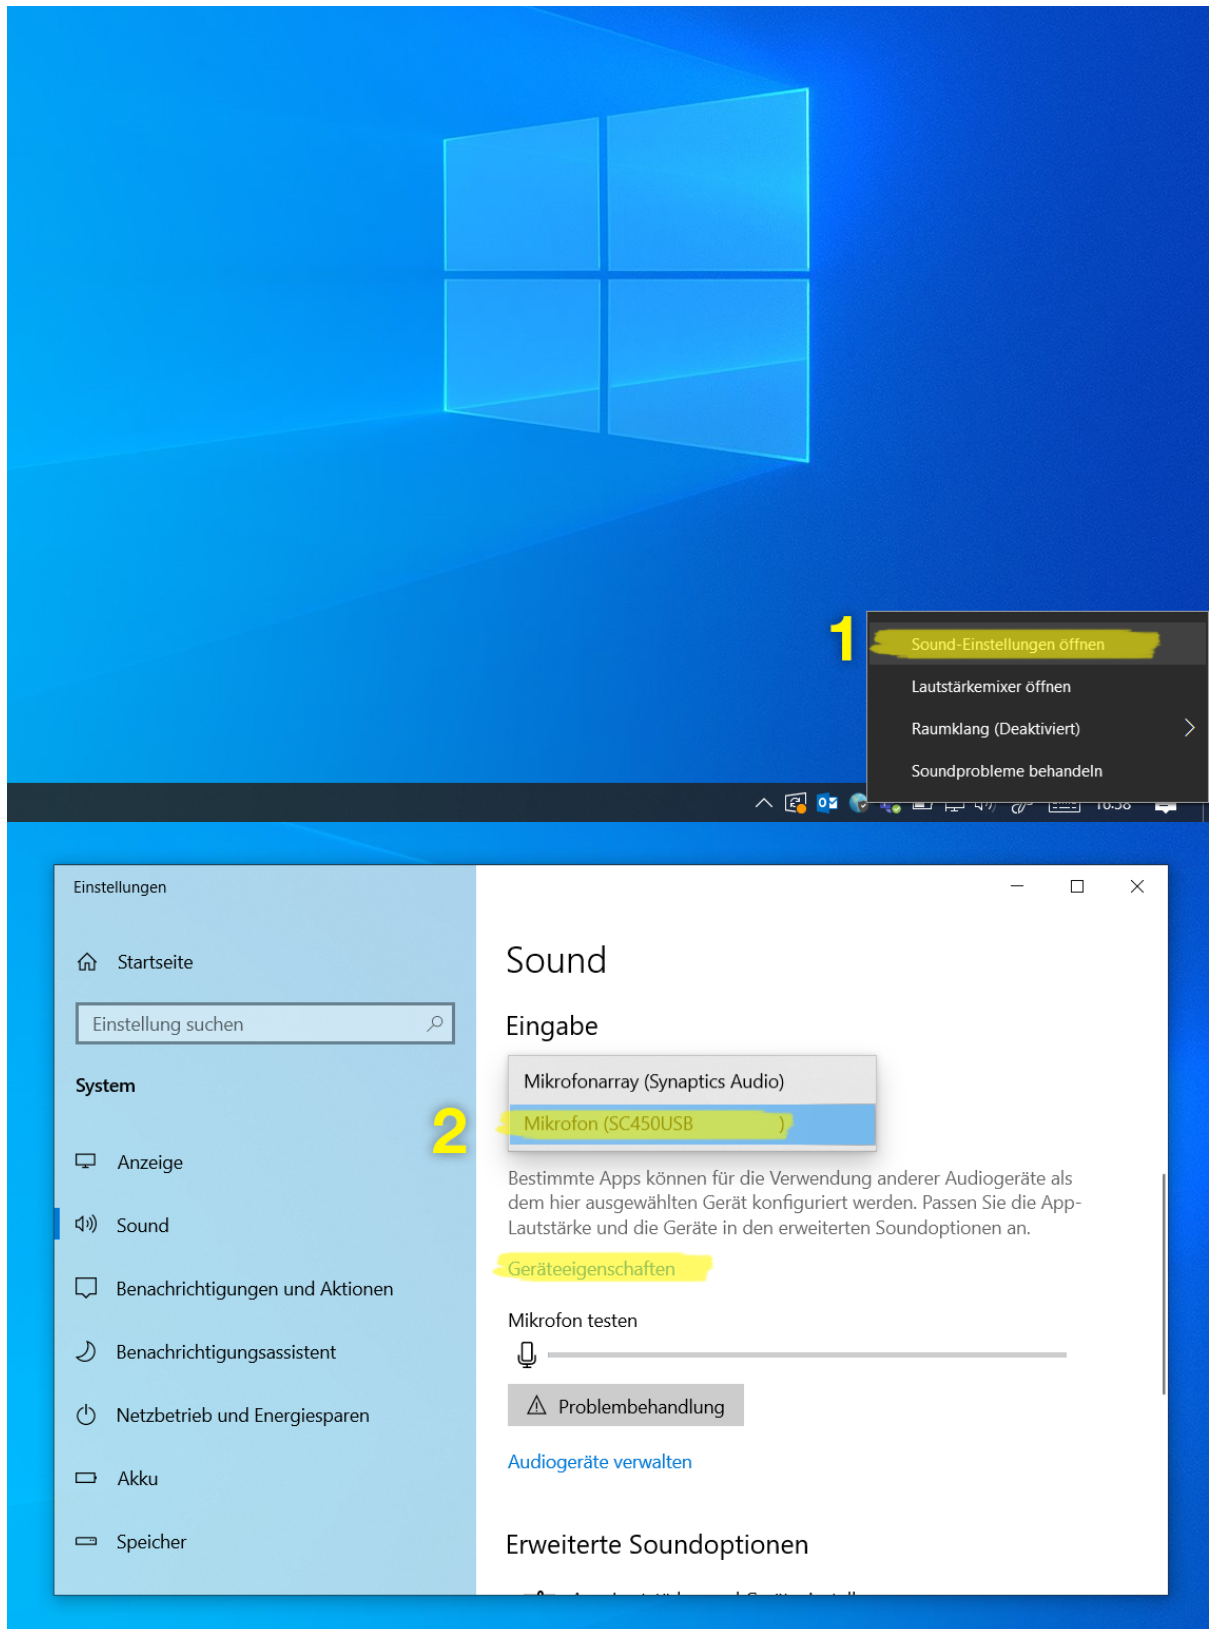 1
Sound-Einstellungen öffnen
Lautstärkemixer öffnen
Raumklang (Deaktiviert)
Soundprobleme behandeln
16:58
Einstellungen
Startseite
Einstellung suchen
System
Anzeige
Sound
Benachrichtigungen und Aktionen
Benachrichtigungsassistent
Netzbetrieb und Energiesparen
Akku
Speicher
Sound
Eingabe
Mikrofonarray (Synaptics Audio)
2
Mikrofon (SC450USB )
Bestimmte Apps können für die Verwendung anderer Audiogeräte als
dem hier ausgewählten Gerät konfiguriert werden. Passen Sie die App-
Lautstärke und die Geräte in den erweiterten Soundoptionen an.
Geräteeigenschaften
Mikrofon testen
Problembehandlung
Audiogeräte verwalten
Erweiterte Soundoptionen